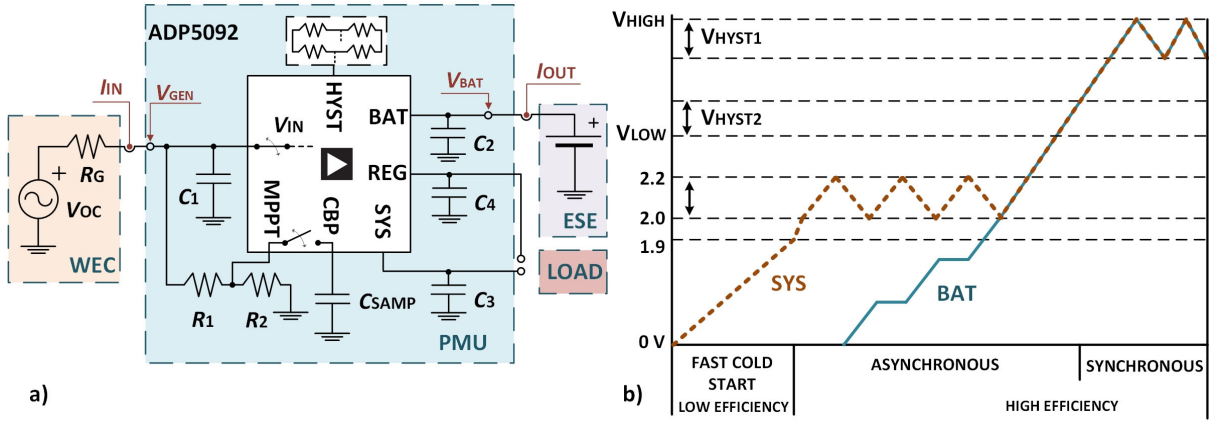 ADP5092
IIN
VGEN
RG
VOC
WEC
C1
VIN
HYST
BAT
REG
MPPT
CBP
SYS
R1
R2
CSAMP
C2
C4
C3
PMU
VBAT
IOUT
+
+
ESE
LOAD
a)
VHIGH
VHYST1
VHYST2
VLOW
2.2
2.0
1.9
0 V
SYS
BAT
FAST COLD
START
LOW EFFICIENCY
ASYNCHRONOUS
SYNCHRONOUS
HIGH EFFICIENCY
b)